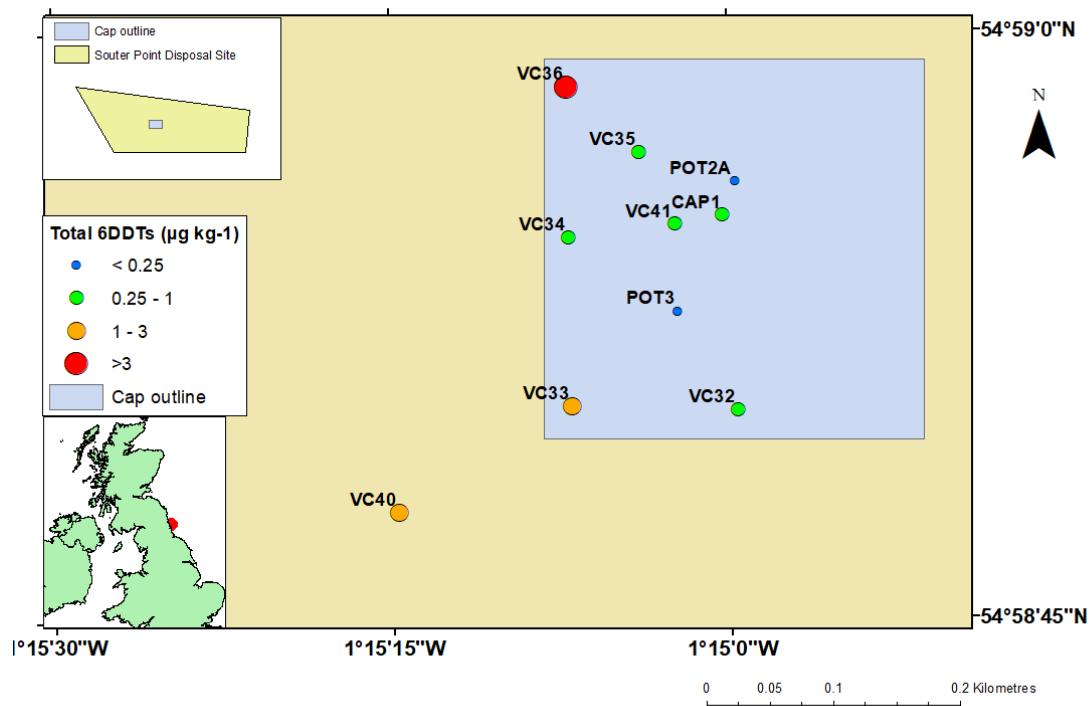 Cap outline
Souter Point Disposal Site
54°59'0"N
N
VC36
VC35
POT2A
CAP1
VC41
VC34
POT3
VC33
VC32
VC40
Total 6DDTs (µg kg-1)
< 0.25
0.25 - 1
1 - 3
>3
Cap outline
54°58'45"N
1°15'30"W
1°15'15"W
1°15'0"W
0 0.05 0.1 0.2 Kilometres